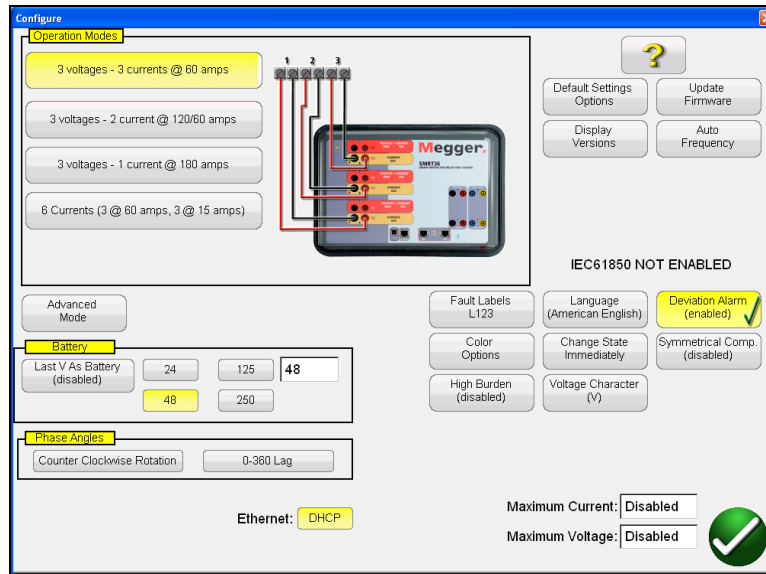 Configure
Operation Modes
3 voltages - 3 currents @ 60 amps
3 voltages - 2 current @ 120/60 amps
3 voltages - 1 current @ 180 amps
6 Currents (3 @ 60 amps, 3 @ 15 amps)
1 2 3
Megger.
SMRT36
?
Default Settings
Options
Update
Firmware
Display
Versions
Auto
Frequency
IEC61850 NOT ENABLED
Advanced
Mode
Fault Labels
L123
Language
(American English)
Deviation Alarm
(enabled)
Color
Options
Change State
Immediately
Symmetrical Comp.
(disabled)
High Burden
(disabled)
Voltage Character
(V)
Battery
Last V As Battery
(disabled)
24
125
48
48
250
Phase Angles
Counter Clockwise Rotation
0-360 Lag
Ethernet: DHCP
Maximum Current: Disabled
Maximum Voltage: Disabled